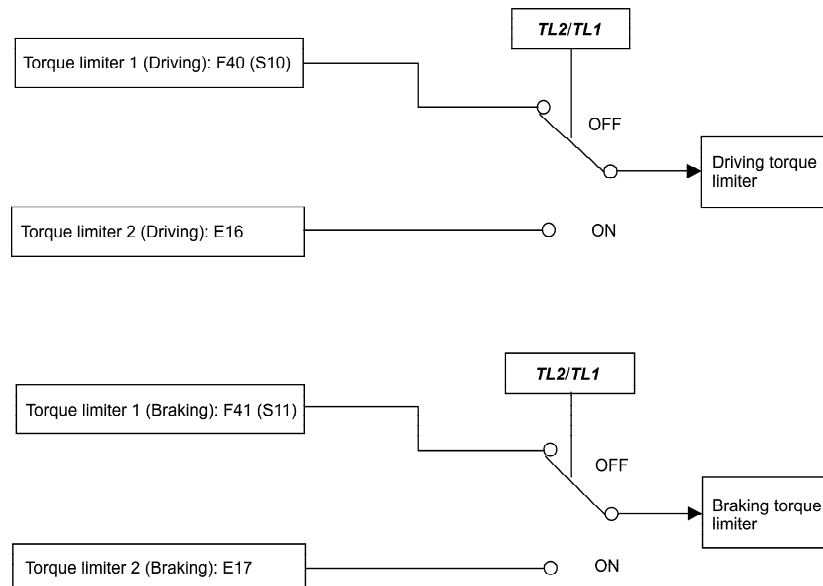 TL2/TL1
Torque limiter 1 (Driving): F40 (S10)
OFF
Driving torque
limiter
Torque limiter 2 (Driving): E16
ON
TL2/TL1
Torque limiter 1 (Braking): F41 (S11)
OFF
Braking torque
limiter
Torque limiter 2 (Braking): E17
ON